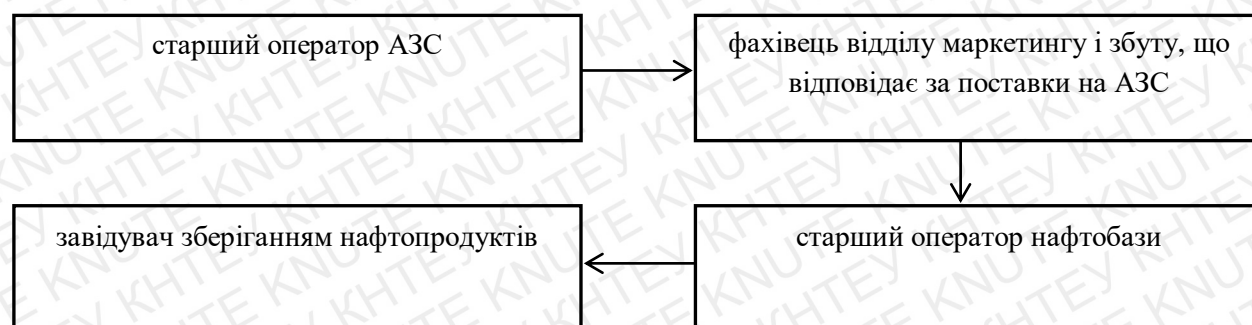 старший оператор АЗС
фахівець відділу маркетингу і збуту, що
відповідає за поставки на АЗС
старший оператор нафтобази
завідувач зберіганням нафтопродуктів